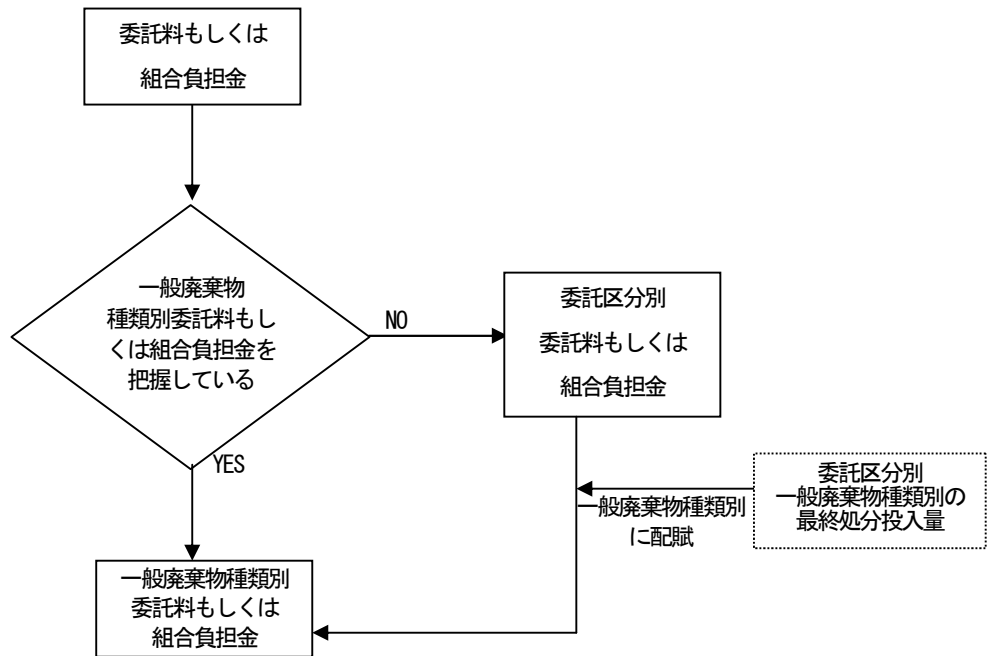 委託料もしくは
組合負担金
一般廃棄物
種類別委託料もし
くは組合負担金を
把握している
NO
委託区分別
委託料もしくは
組合負担金
YES
委託区分別
一般廃棄物種類別の
最終処分投入量
一般廃棄物種類別
に配賦
一般廃棄物種類別
委託料もしくは
組合負担金